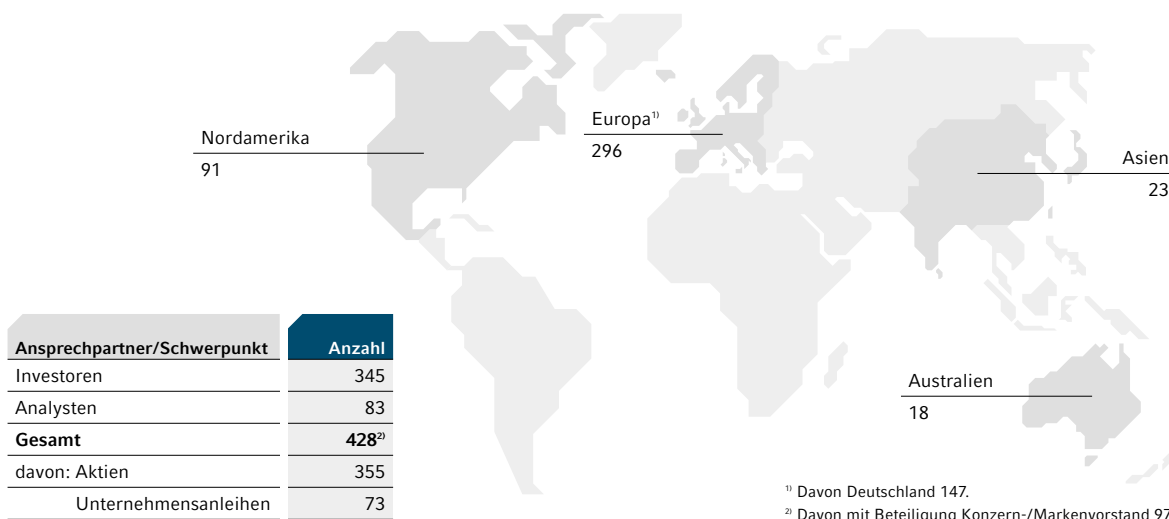 Nordamerika
91
Europa¹⁾
296
Asien
23
Australien
18
Ansprechpartner/Schwerpunkt Anzahl
Investoren 345
Analysten 83
Gesamt 428²⁾
davon: Aktien 355
Unternehmensanleihen 73
¹⁾ Davon Deutschland 147.
²⁾ Davon mit Beteiligung Konzern-/Markenvorstand 97